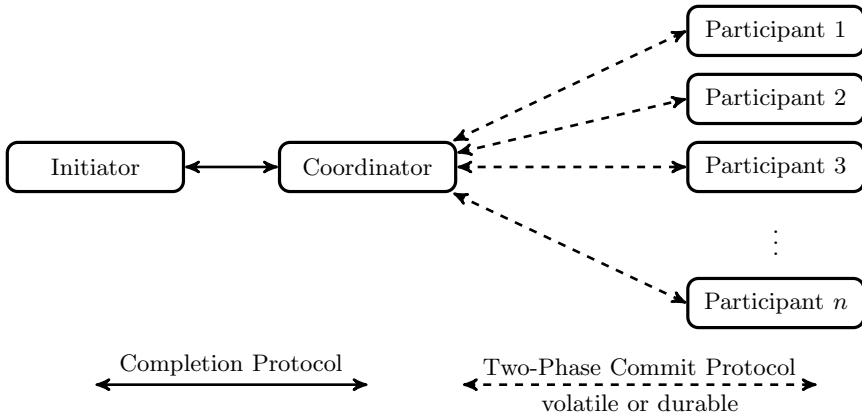 Participant 1
Participant 2
Initiator
Coordinator
Participant 3
⋮
Participant n
Completion Protocol
Two-Phase Commit Protocol
volatile or durable